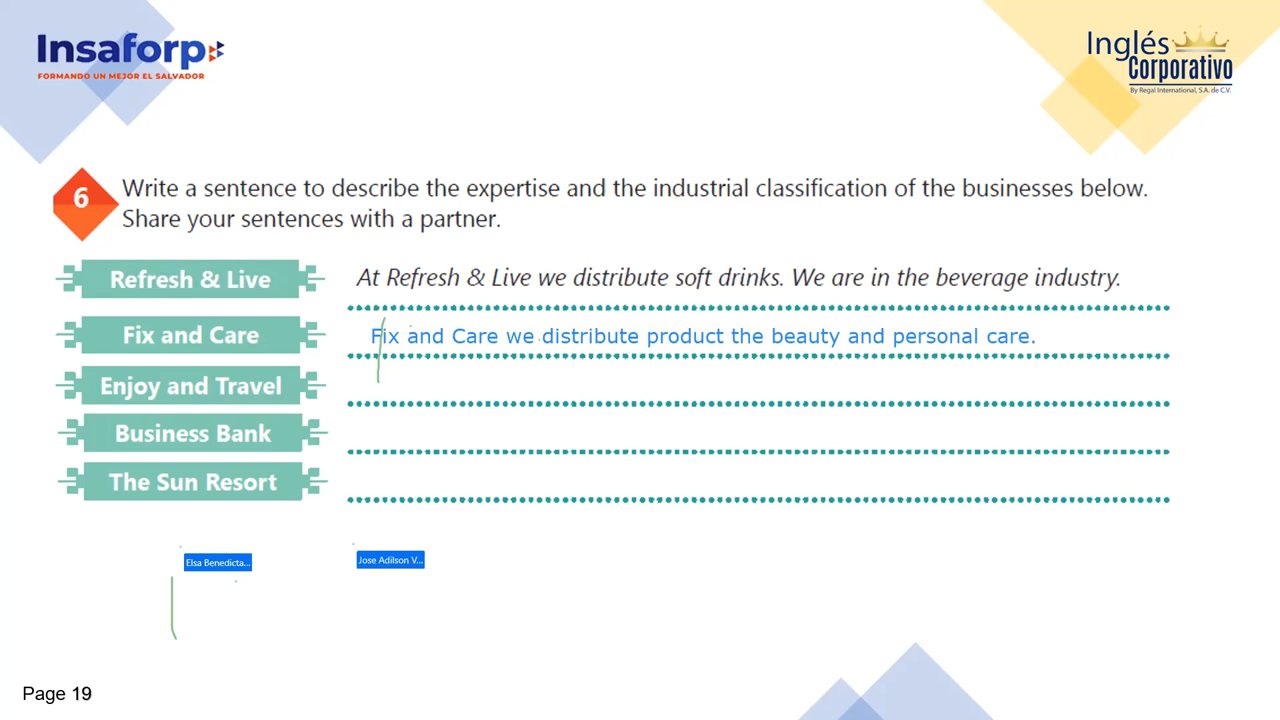 Insaforp
FORMANDO UN MEJOR EL SALVADOR
Inglés
Corporativo
By Regal International, S.A. de C.V.
6
Write a sentence to describe the expertise and the industrial classification of the businesses below.
Share your sentences with a partner.
Refresh & Live
At Refresh & Live we distribute soft drinks. We are in the beverage industry.
Fix and Care
Fix and Care we distribute product the beauty and personal care.
Enjoy and Travel
Business Bank
The Sun Resort
Elsa Benedicta...
Jose Adilson V...
Page 19